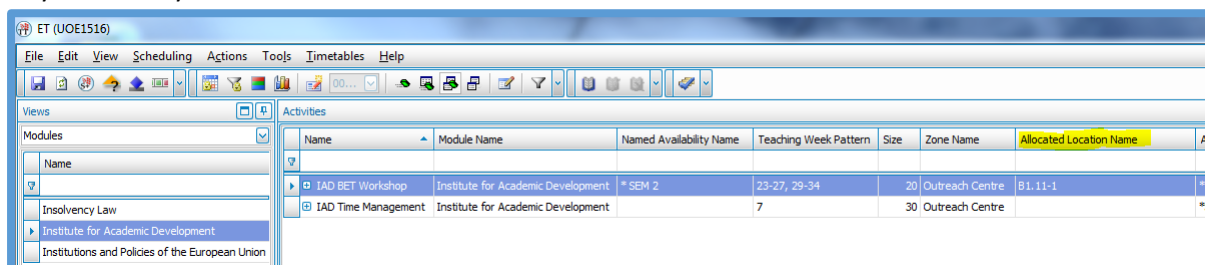 ET (UOE1516)
File Edit View Scheduling Actions Tools Timetables Help
00...
Views
Activities
Modules
Name
Insolvency Law
Institute for Academic Development
Institutions and Policies of the European Union
Name Module Name Named Availability Name Teaching Week Pattern Size Zone Name Allocated Location Name A
IAD BET Workshop Institute for Academic Development * SEM 2 23-27, 29-34 20 Outreach Centre B1.11-1 *
IAD Time Management Institute for Academic Development 7 30 Outreach Centre *